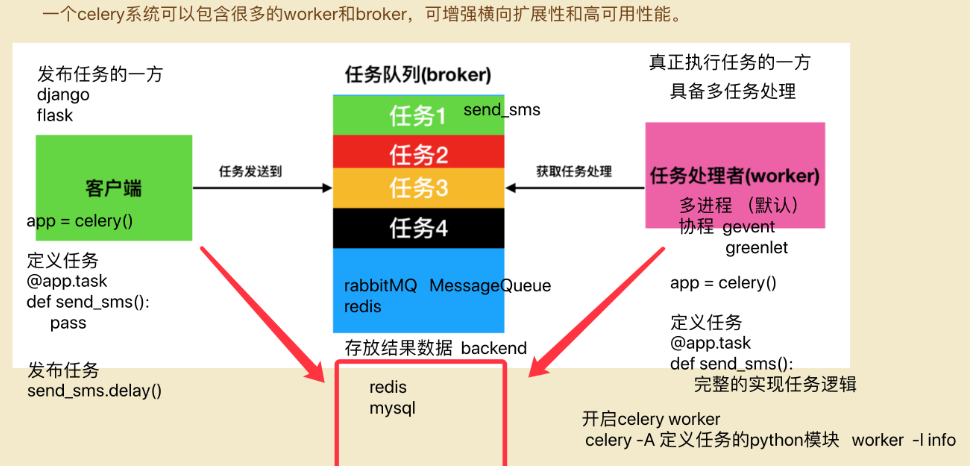 一个celery系统可以包含很多的worker和broker，可增强横向扩展性和高可用性能。
发布任务的一方
django
flask
客户端
app = celery()
定义任务
@app.task
def send_sms():
pass
发布任务
send_sms.delay()
任务发送到
任务队列(broker)
任务1 send_sms
任务2
任务3
任务4
rabbitMQ MessageQueue
redis
存放结果数据 backend
redis
mysql
获取任务处理
真正执行任务的一方
具备多任务处理
任务处理者(worker)
多进程 （默认）
协程 gevent
greenlet
app = celery()
定义任务
@app.task
def send_sms():
完整的实现任务逻辑
开启celery worker
celery -A 定义任务的python模块 worker -l info